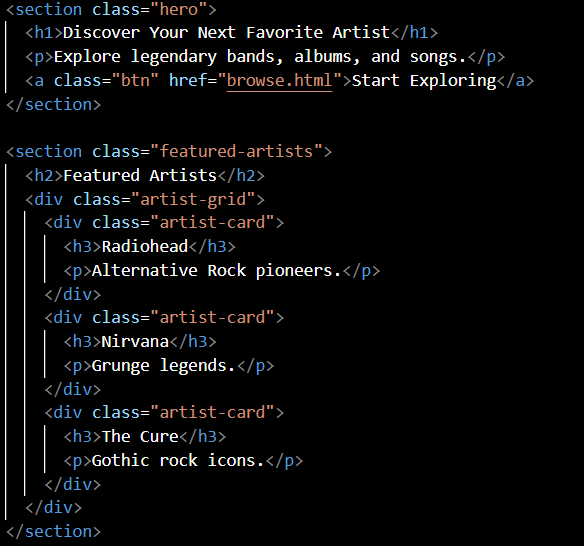 <section class="hero">
  <h1>Discover Your Next Favorite Artist</h1>
  <p>Explore legendary bands, albums, and songs.</p>
  <a class="btn" href="browse.html">Start Exploring</a>
</section>

<section class="featured-artists">
  <h2>Featured Artists</h2>
  <div class="artist-grid">
    <div class="artist-card">
      <h3>Radiohead</h3>
      <p>Alternative Rock pioneers.</p>
    </div>
    <div class="artist-card">
      <h3>Nirvana</h3>
      <p>Grunge legends.</p>
    </div>
    <div class="artist-card">
      <h3>The Cure</h3>
      <p>Gothic rock icons.</p>
    </div>
  </div>
</section>